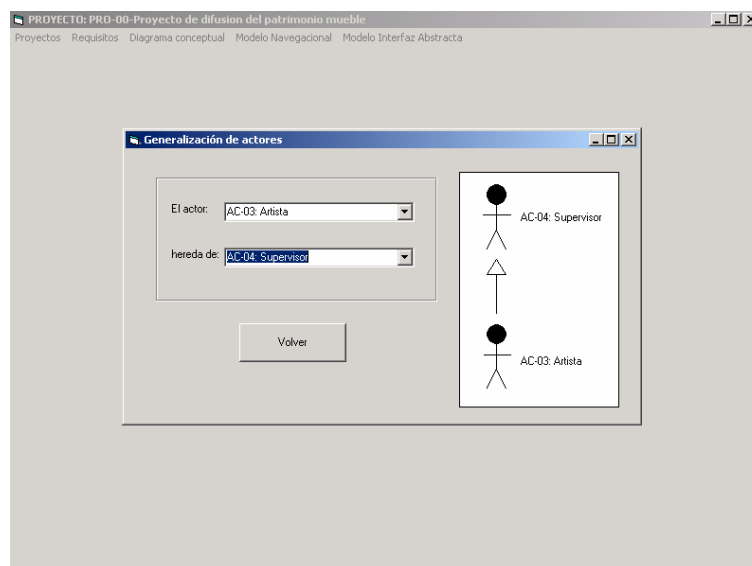 PROYECTO: PRO-00-Proyecto de difusion del patrimonio mueble
Proyectos Requisitos Diagrama conceptual Modelo Navegacional Modelo Interfaz Abstracta
Generalización de actores
El actor: AC-03: Artista
hereda de: AC-04: Supervisor
Volver
AC-04: Supervisor
AC-03: Artista